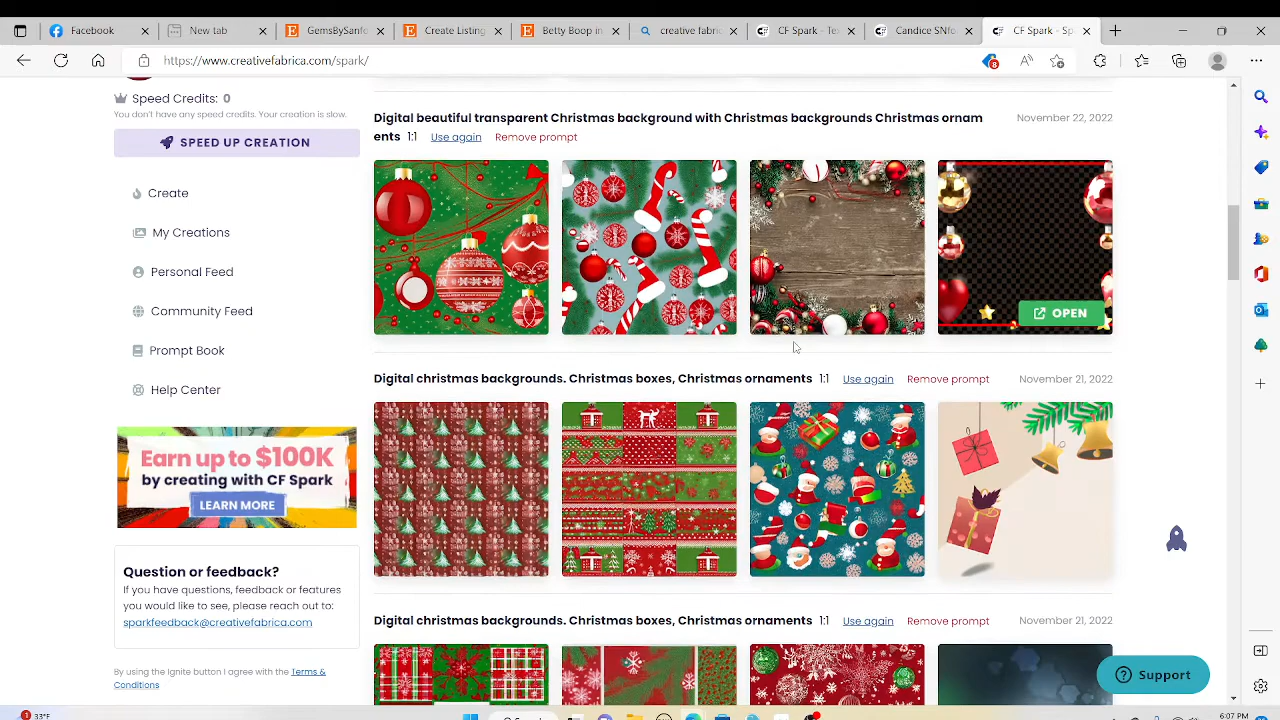 Facebook
New tab
GemsBySanfo
Create Listing
Betty Boop in
creative fabric
CF Spark - Te
Candice SNfo
CF Spark - Sp
https://www.creativefabrica.com/spark/
8
Speed Credits: 0
You don't have any speed credits. Your creation is slow.
SPEED UP CREATION
Create
My Creations
Personal Feed
Community Feed
Prompt Book
Help Center
Earn up to $100K
by creating with CF Spark
LEARN MORE
Question or feedback?
If you have questions, feedback or features
you would like to see, please reach out to:
sparkfeedback@creativefabrica.com
By using the Ignite button I agree with the Terms &
Conditions
Digital beautiful transparent Christmas background with Christmas backgrounds Christmas ornam
ents 1:1 Use again Remove prompt
November 22, 2022
OPEN
Digital christmas backgrounds. Christmas boxes, Christmas ornaments 1:1 Use again Remove prompt November 21, 2022
Digital christmas backgrounds. Christmas boxes, Christmas ornaments 1:1 Use again Remove prompt November 21, 2022
Support
1 33°F
6:07 PM